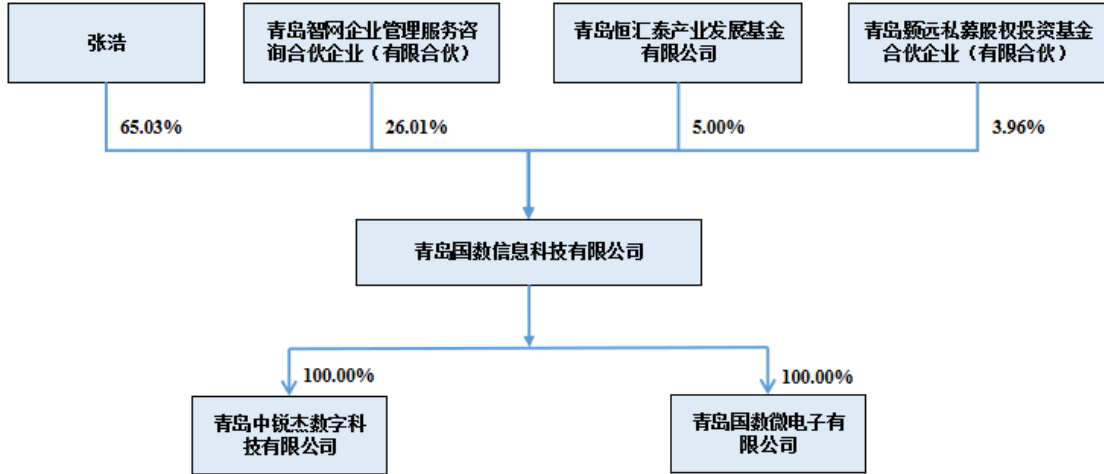 张浩
青岛智网企业管理服务咨
询合伙企业（有限合伙）
青岛恒汇泰产业发展基金
有限公司
青岛颢远私募股权投资基金
合伙企业（有限合伙）
65.03%
26.01%
5.00%
3.96%
青岛国数信息科技有限公司
100.00%
100.00%
青岛中锐杰数字科
技有限公司
青岛国数微电子有
限公司